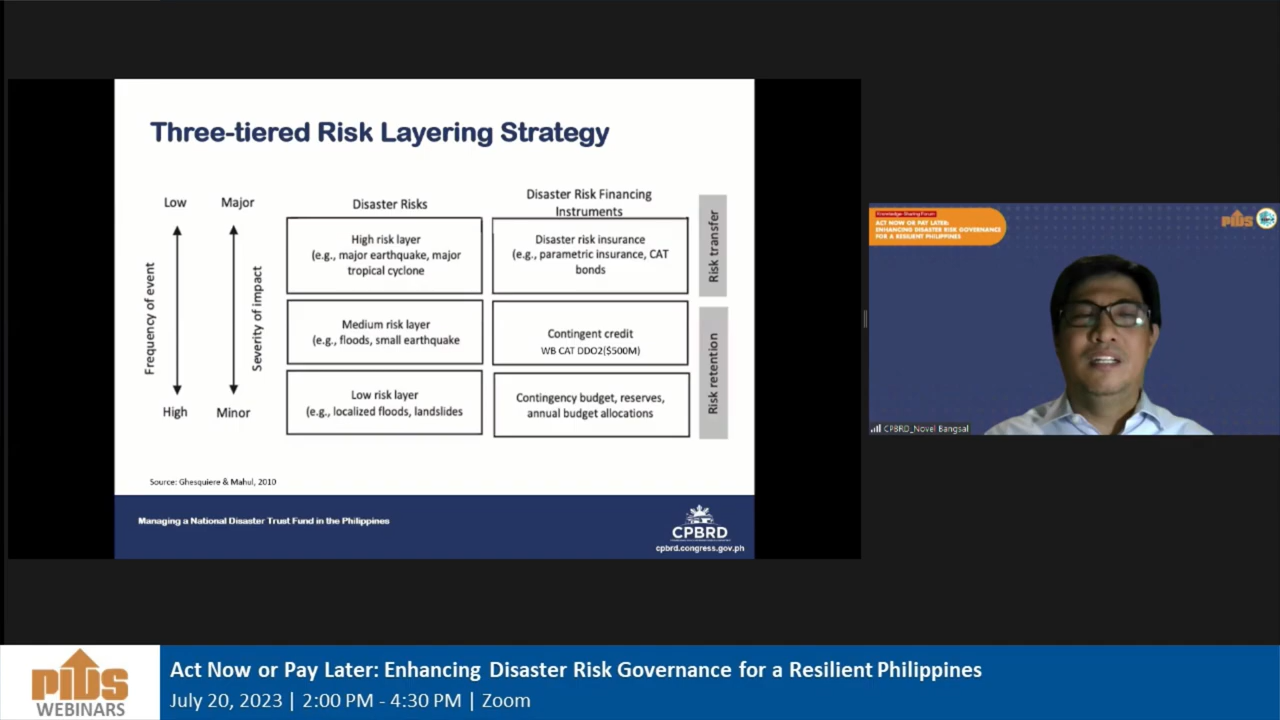 Three-tiered Risk Layering Strategy
Low
Major
Frequency of event
Severity of impact
High
Minor
Disaster Risks
High risk layer
(e.g., major earthquake, major
tropical cyclone
Medium risk layer
(e.g., floods, small earthquake
Low risk layer
(e.g., localized floods, landslides
Disaster Risk Financing
Instruments
Disaster risk insurance
(e.g., parametric insurance, CAT
bonds
Contingent credit
WB CAT DDO2($500M)
Contingency budget, reserves,
annual budget allocations
Risk transfer
Risk retention
Source: Ghesquiere & Mahul, 2010
Managing a National Disaster Trust Fund in the Philippines
CPBRD
cpbrd.congress.gov.ph
Knowledge-Sharing Forum
ACT NOW OR PAY LATER:
ENHANCING DISASTER RISK GOVERNANCE
FOR A RESILIENT PHILIPPINES
PIDS
CPBRD_Novel Bangsal
PIDS
WEBINARS
Act Now or Pay Later: Enhancing Disaster Risk Governance for a Resilient Philippines
July 20, 2023 | 2:00 PM - 4:30 PM | Zoom